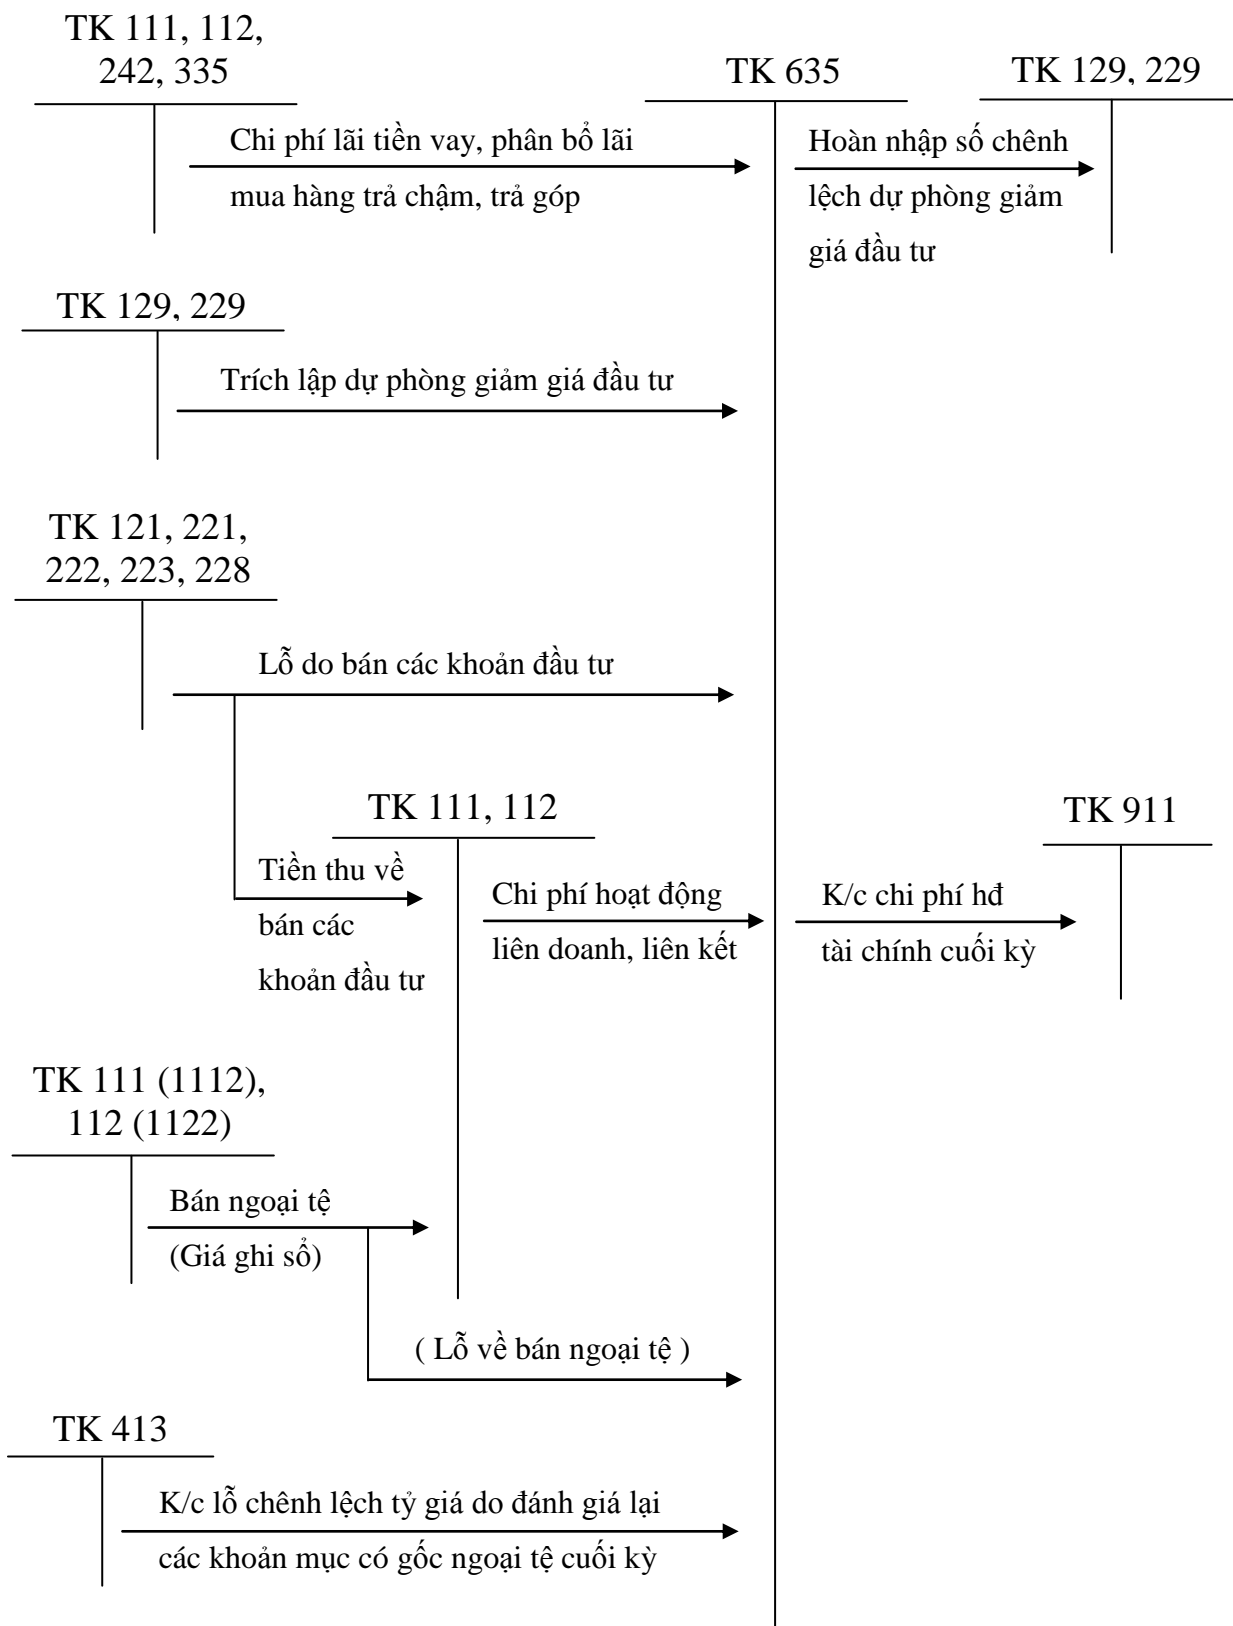 TK 111, 112,
242, 335
TK 635
TK 129, 229
Chi phí lãi tiền vay, phân bổ lãi
mua hàng trả chậm, trả góp
Hoàn nhập số chênh
lệch dự phòng giảm
giá đầu tư
TK 129, 229
Trích lập dự phòng giảm giá đầu tư
TK 121, 221,
222, 223, 228
Lỗ do bán các khoản đầu tư
TK 111, 112
TK 911
Tiền thu về
bán các
khoản đầu tư
Chi phí hoạt động
liên doanh, liên kết
K/c chi phí hđ
tài chính cuối kỳ
TK 111 (1112),
112 (1122)
Bán ngoại tệ
(Giá ghi sổ)
( Lỗ về bán ngoại tệ )
TK 413
K/c lỗ chênh lệch tỷ giá do đánh giá lại
các khoản mục có gốc ngoại tệ cuối kỳ